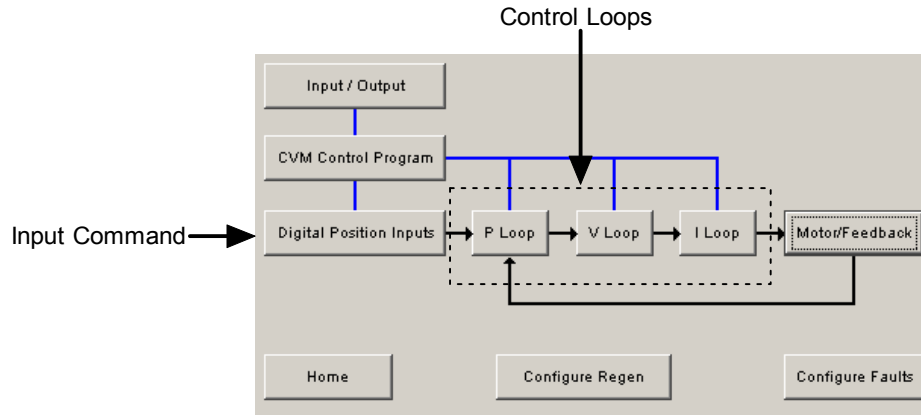 Control Loops
Input / Output
CVM Control Program
Input Command
Digital Position Inputs
P Loop
V Loop
I Loop
Motor/Feedback
Home
Configure Regen
Configure Faults